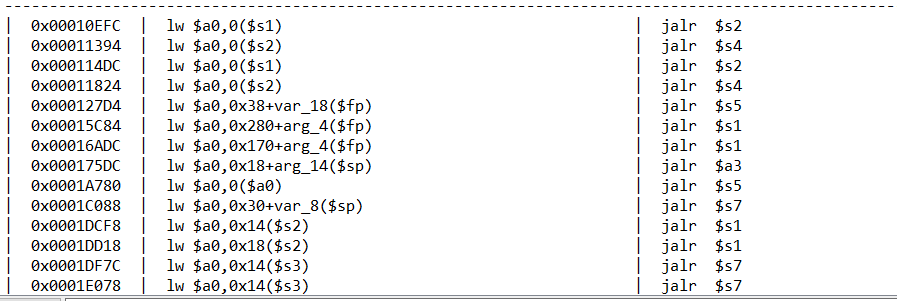 --------------------------------------------------------------------------------------------
| 0x00010EFC | lw $a0,0($s1) | jalr $s2
| 0x00011394 | lw $a0,0($s2) | jalr $s4
| 0x000114DC | lw $a0,0($s1) | jalr $s2
| 0x00011824 | lw $a0,0($s2) | jalr $s4
| 0x000127D4 | lw $a0,0x38+var_18($fp) | jalr $s5
| 0x00015C84 | lw $a0,0x280+arg_4($fp) | jalr $s1
| 0x00016ADC | lw $a0,0x170+arg_4($fp) | jalr $s1
| 0x000175DC | lw $a0,0x18+arg_14($sp) | jalr $a3
| 0x0001A780 | lw $a0,0($a0) | jalr $s5
| 0x0001C088 | lw $a0,0x30+var_8($sp) | jalr $s7
| 0x0001DCF8 | lw $a0,0x14($s2) | jalr $s1
| 0x0001DD18 | lw $a0,0x18($s2) | jalr $s1
| 0x0001DF7C | lw $a0,0x14($s3) | jalr $s7
| 0x0001E078 | lw $a0,0x14($s3) | jalr $s7